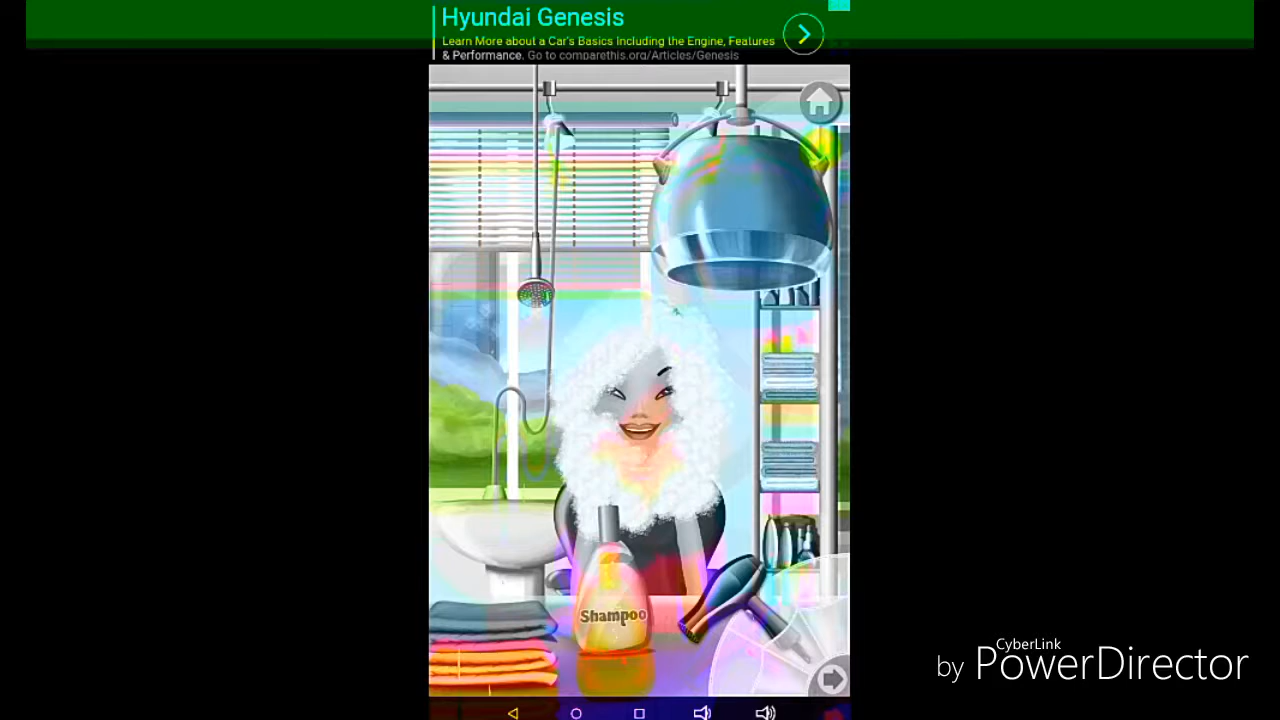 Hyundai Genesis
Learn More about a Car's Basics Including the Engine, Features
& Performance. Go to comparethis.org/Articles/Genesis
Shampoo
CyberLink
by PowerDirector